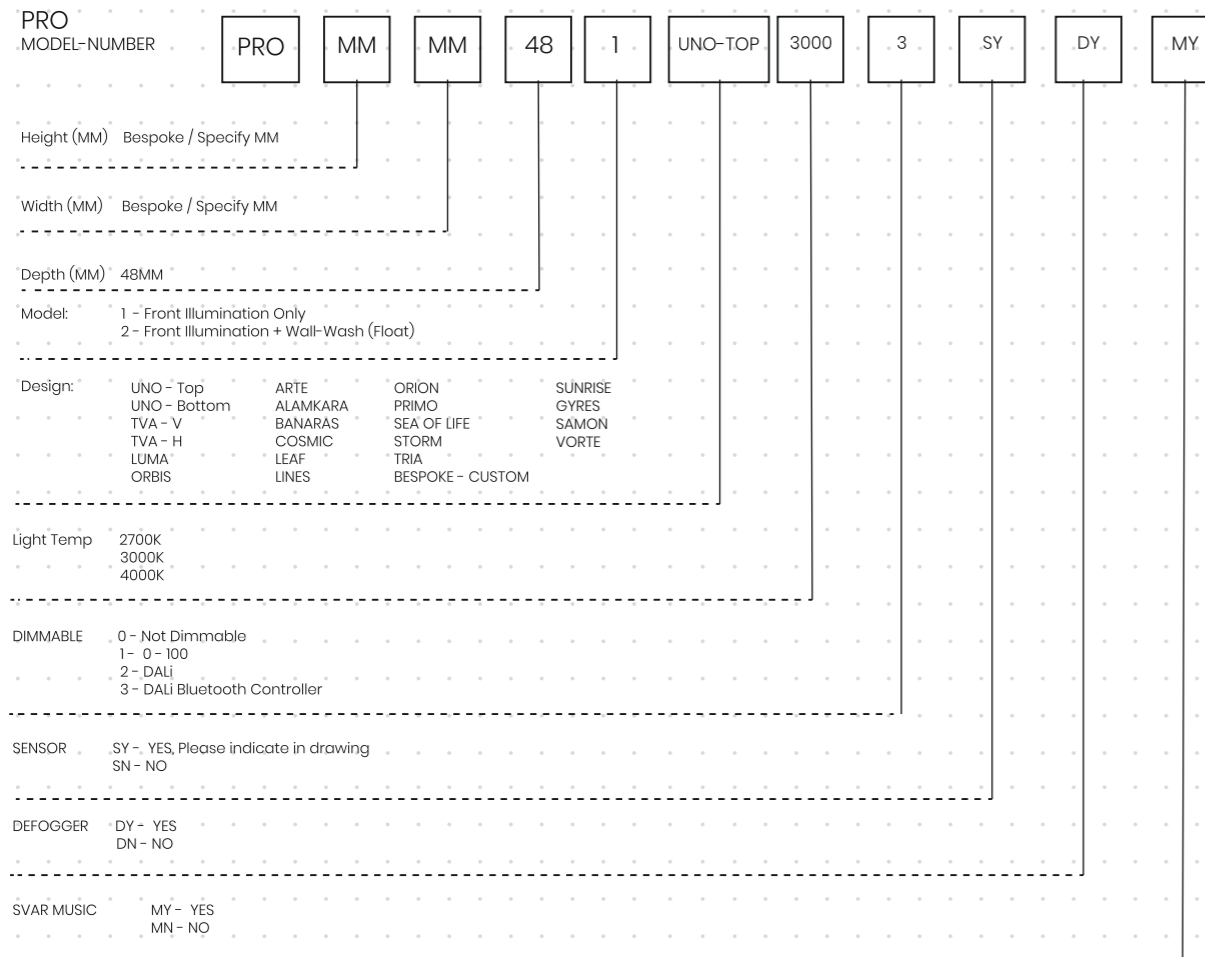 PRO
MODEL-NUMBER
PRO MM MM 48 1 UNO-TOP 3000 3 SY DY MY
Height (MM) Bespoke / Specify MM
Width (MM) Bespoke / Specify MM
Depth (MM) 48MM
Model: 1 - Front Illumination Only
2 - Front Illumination + Wall-Wash (Float)
Design:
UNO - Top ARTE ORION SUNRISE
UNO - Bottom ALAMKARA PRIMO GYRES
TVA - V BANARAS SEA OF LIFE SAMON
TVA - H COSMIC STORM VORTE
LUMA LEAF TRIA
ORBIS LINES BESPOKE - CUSTOM
Light Temp 2700K
3000K
4000K
DIMMABLE 0 - Not Dimmable
1 - 0 - 100
2 - DALi
3 - DALi Bluetooth Controller
SENSOR SY - YES, Please indicate in drawing
SN - NO
DEFOGGER DY - YES
DN - NO
SVAR MUSIC MY - YES
MN - NO